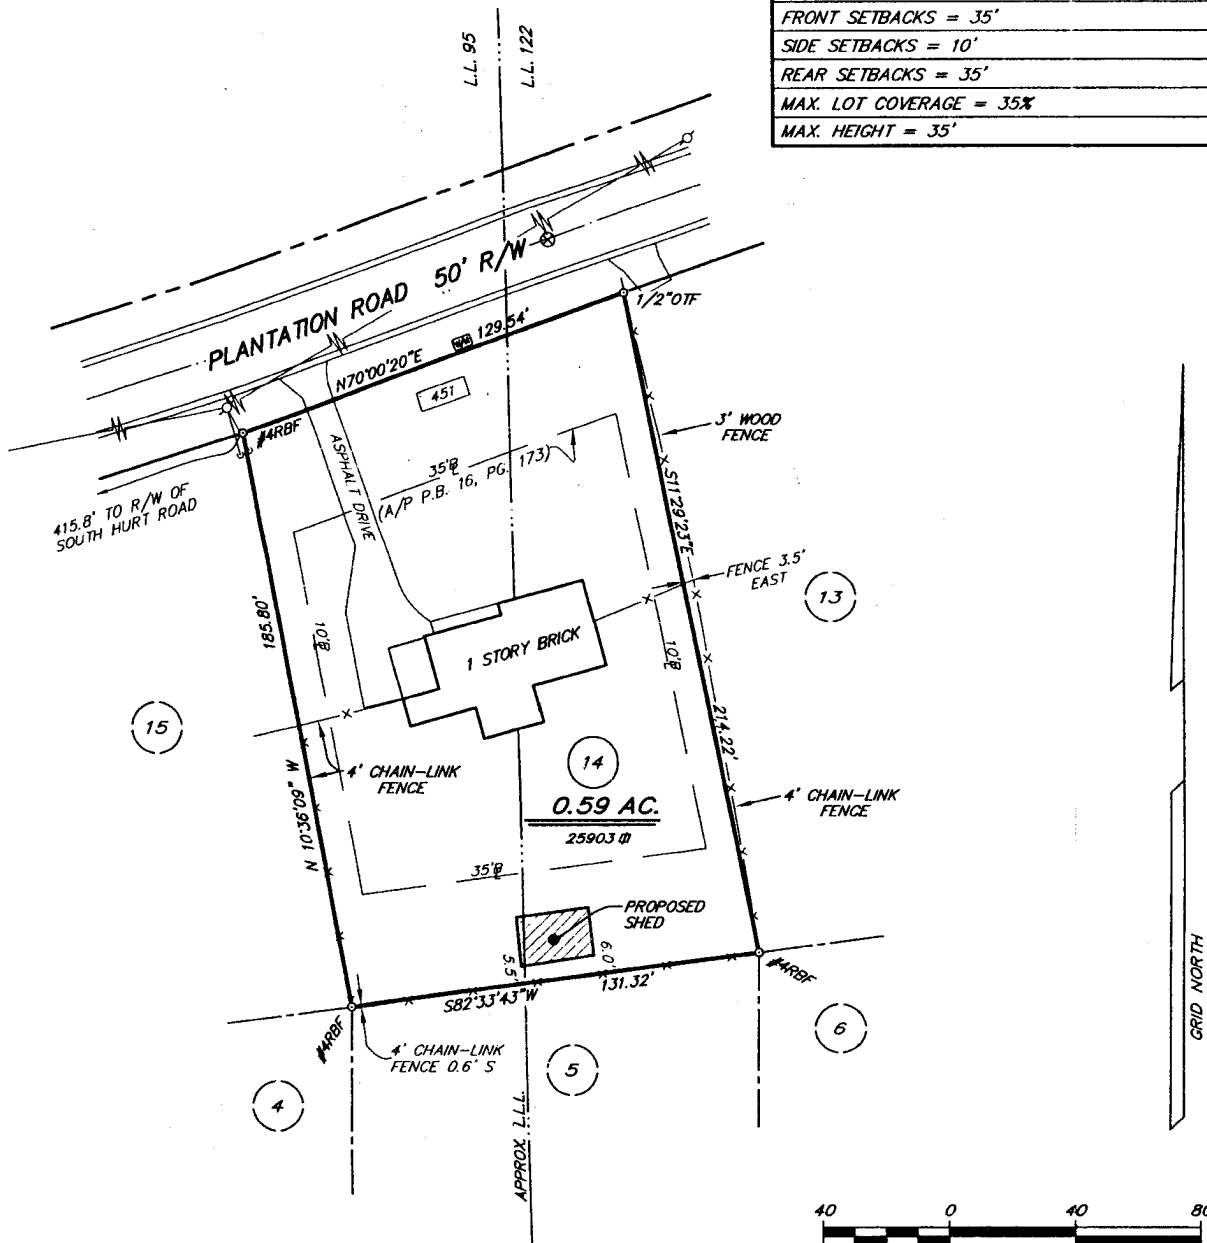 FRONT SETBACKS = 35'
SIDE SETBACKS = 10'
REAR SETBACKS = 35'
MAX. LOT COVERAGE = 35%
MAX. HEIGHT = 35'
L.L. 95
L.L. 122
PLANTATION ROAD 50' R/W
1/2"OTF
129.54'
N70°00'20"E
451
#4RBF
415.8' TO R/W OF
SOUTH HURT ROAD
ASPHALT DRIVE
35'BL
(A/P P.B. 16, PG. 173)
3' WOOD
FENCE
S11°29'23"E
FENCE 3.5'
EAST
13
185.80'
10'BL
1 STORY BRICK
10'BL
15
214.22'
4' CHAIN-LINK
FENCE
14
0.59 AC.
25903
4' CHAIN-LINK
FENCE
N 10°36'09" W
35'BL
PROPOSED
SHED
5.5'
6.0'
131.32'
S82°33'43"W
#4RBF
#4RBF
4' CHAIN-LINK
FENCE 0.6' S
6
5
4
APPROX. L.L.L.
GRID NORTH
40 0 40 80